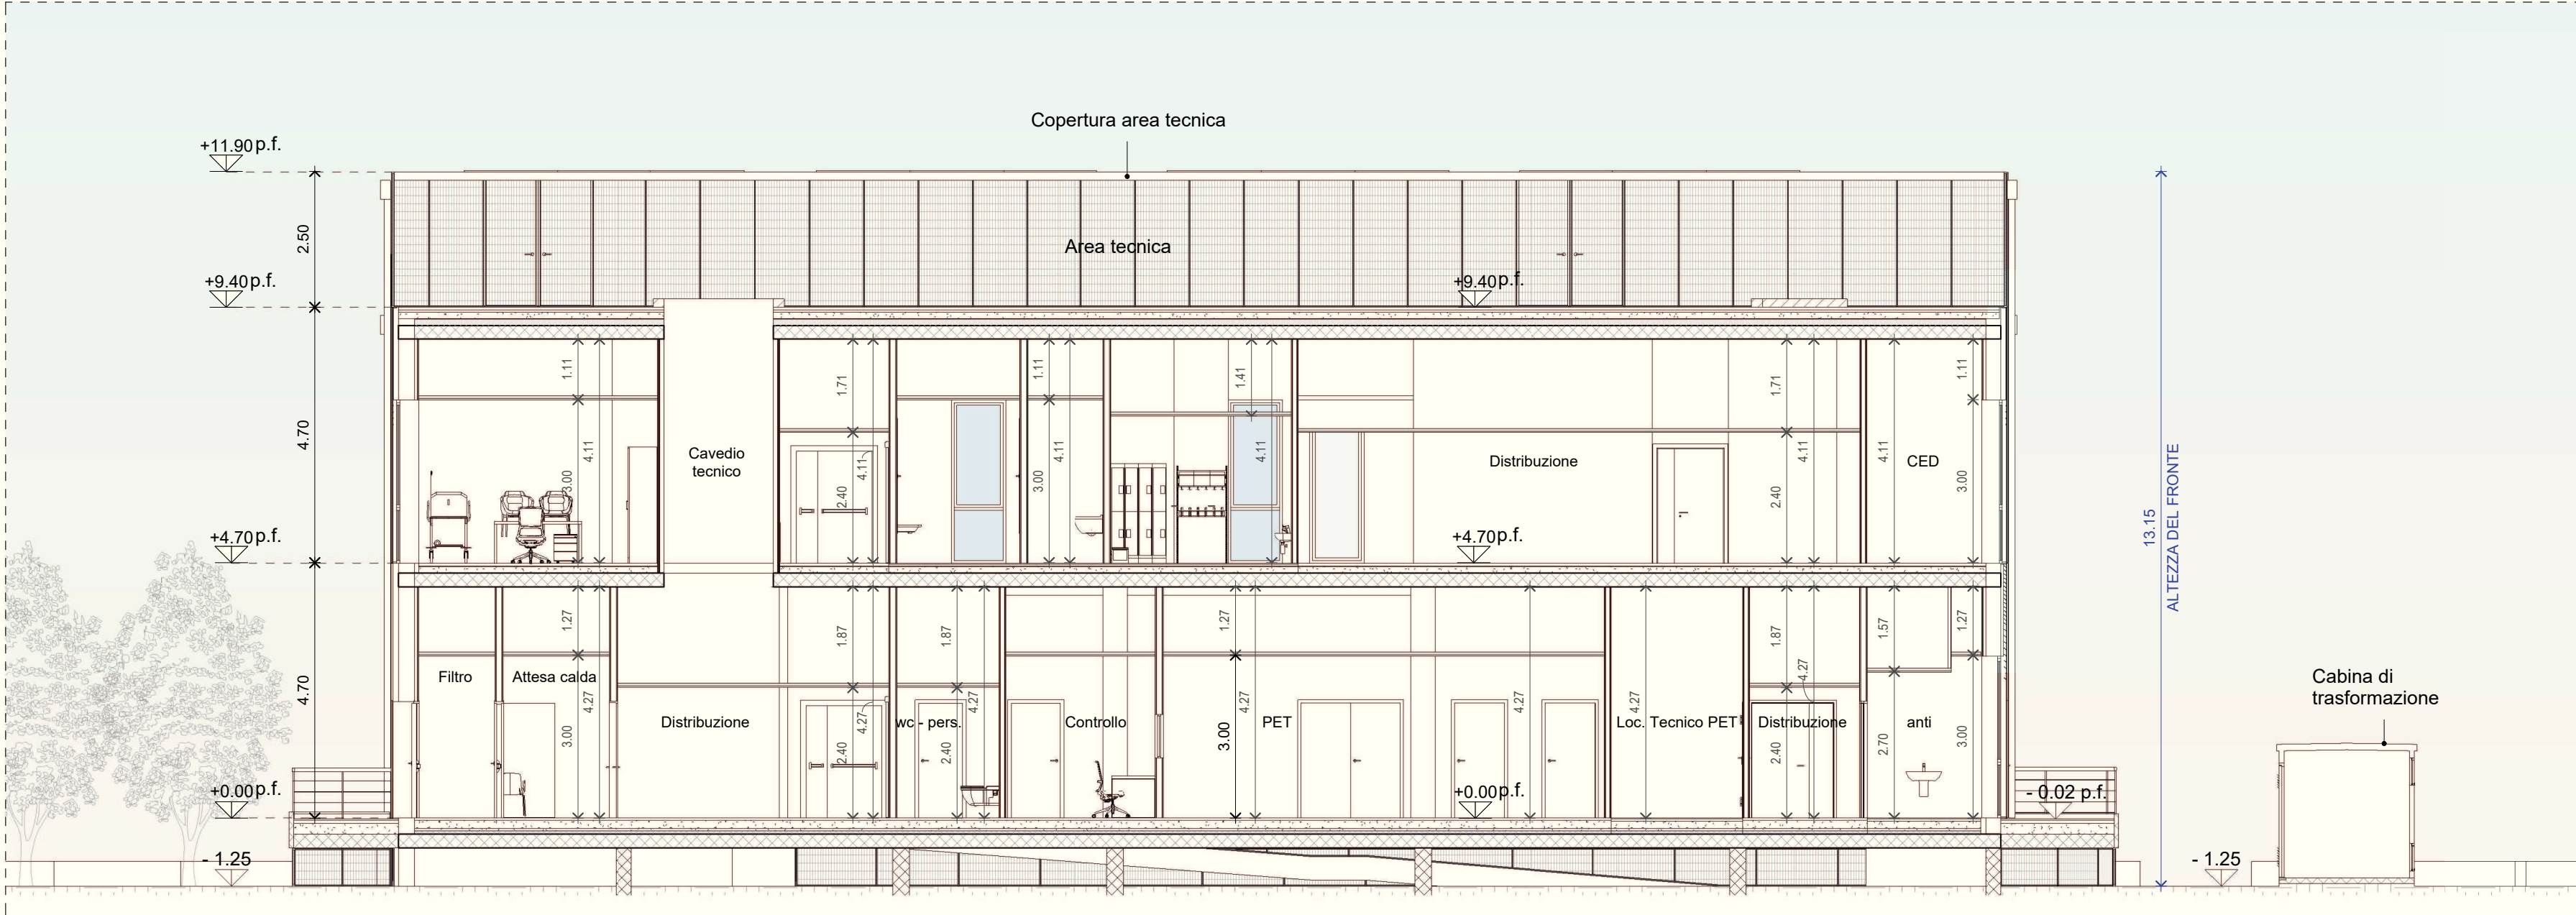 Copertura area tecnica
+11.90 p.f.
2.50
Area tecnica
+9.40 p.f.
+9.40 p.f.
1.11
1.71
1.11
1.41
1.71
1.11
4.70
4.11
4.11
4.11
4.11
4.11
4.11
Cavedio
tecnico
Distribuzione
CED
3.00
2.40
3.00
2.40
3.00
13.15
ALTEZZA DEL FRONTE
+4.70 p.f.
+4.70 p.f.
1.27
1.87
1.87
1.27
1.87
1.57
1.27
4.70
Filtro
Attesa calda
4.27
4.27
4.27
4.27
4.27
4.27
4.27
Cabina di
trasformazione
Distribuzione
wc - pers.
Controllo
PET
Loc. Tecnico PET
Distribuzione
anti
3.00
2.40
2.40
3.00
2.40
2.70
3.00
+0.00 p.f.
+0.00 p.f.
- 0.02 p.f.
- 1.25
- 1.25